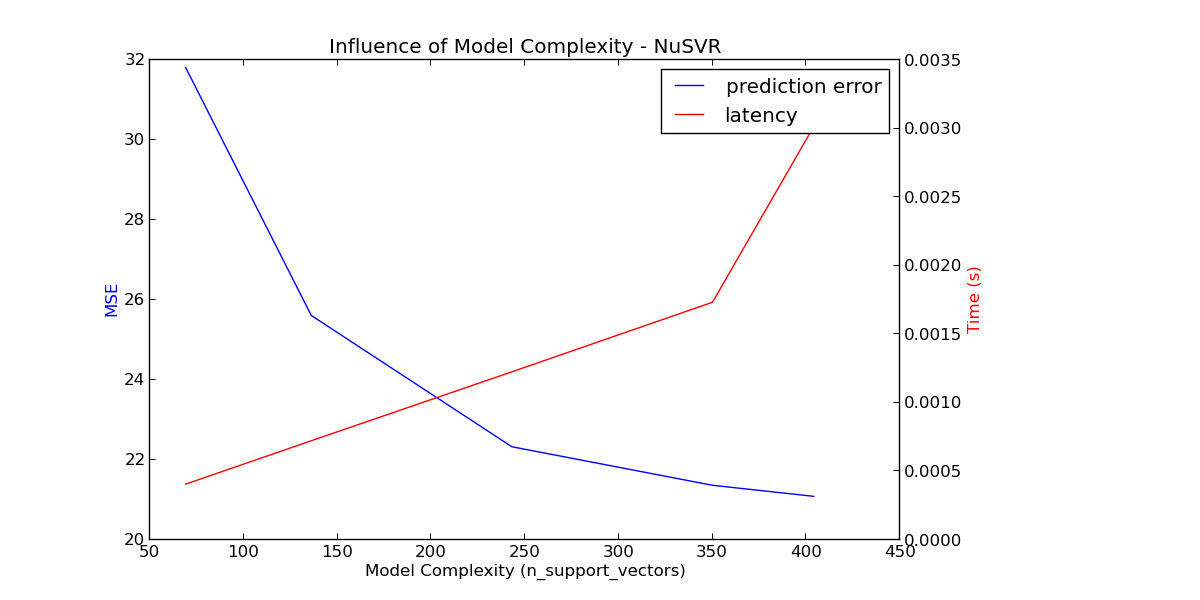 Influence of Model Complexity - NuSVR
prediction error
latency
32
30
28
26
24
22
20
MSE
0.0035
0.0030
0.0025
0.0020
0.0015
0.0010
0.0005
0.0000
Time (s)
50 100 150 200 250 300 350 400 450
Model Complexity (n_support_vectors)